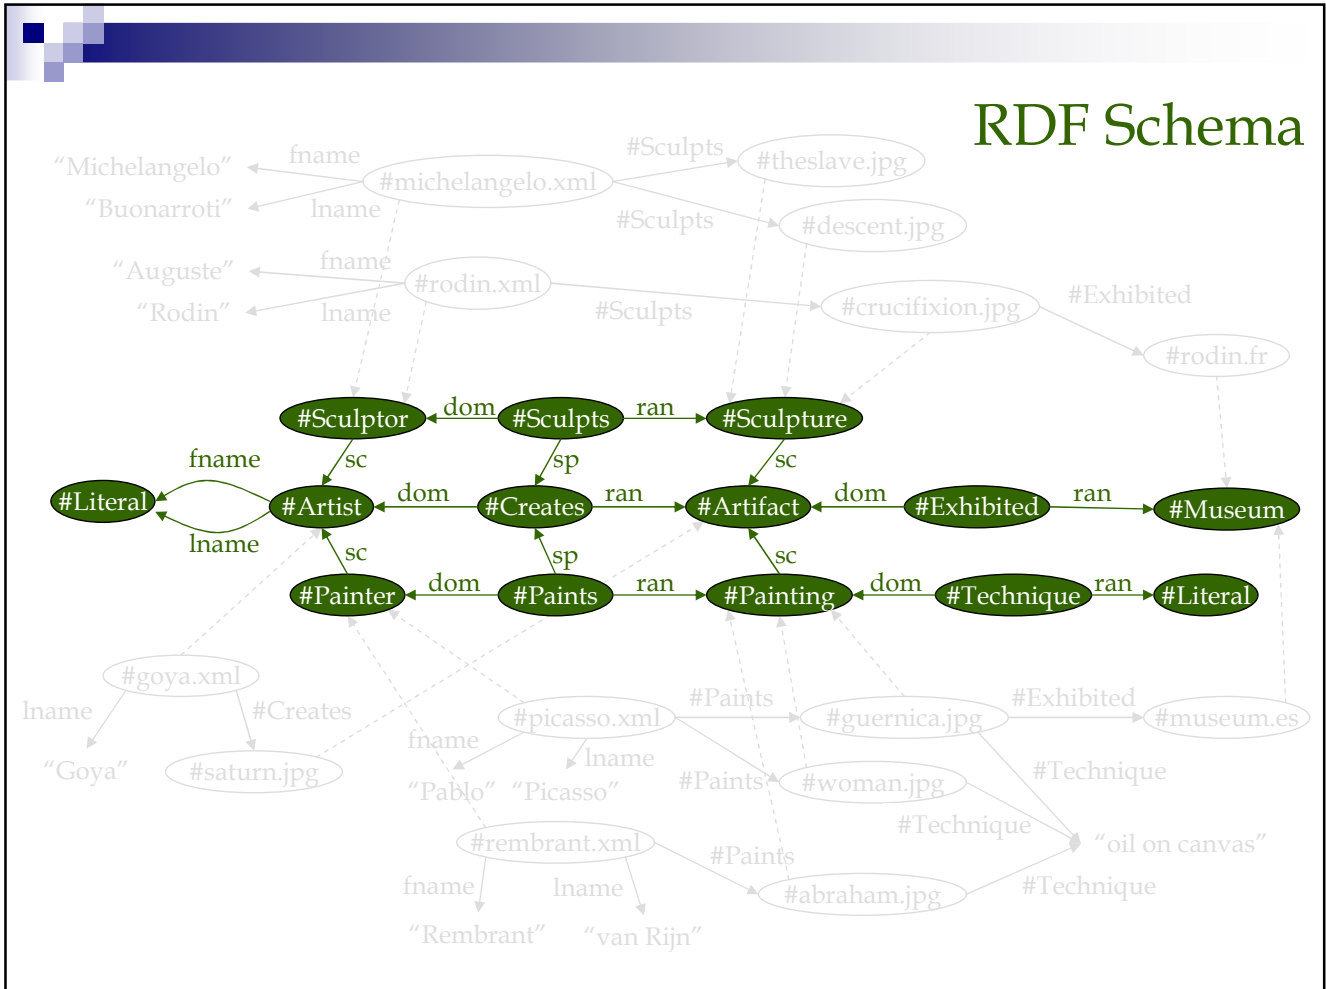 RDF Schema
“Michelangelo” fname #michelangelo.xml #Sculpts #theslave.jpg
“Buonarroti” lname #Sculpts #descent.jpg
“Auguste” fname #rodin.xml
“Rodin” lname #Sculpts #crucifixion.jpg #Exhibited
#rodin.fr
#Sculptor dom #Sculpts ran #Sculpture
fname sc sp sc
#Literal #Artist dom #Creates ran #Artifact dom #Exhibited ran #Museum
lname sc sp sc
#Painter dom #Paints ran #Painting dom #Technique ran #Literal
#goya.xml
lname #Creates #picasso.xml #Paints #guernica.jpg #Exhibited #museum.es
fname lname
“Goya” #saturn.jpg “Pablo” “Picasso” #Paints #woman.jpg #Technique
#Technique
#rembrant.xml #Paints “oil on canvas”
fname lname #abraham.jpg #Technique
“Rembrant” “van Rijn”